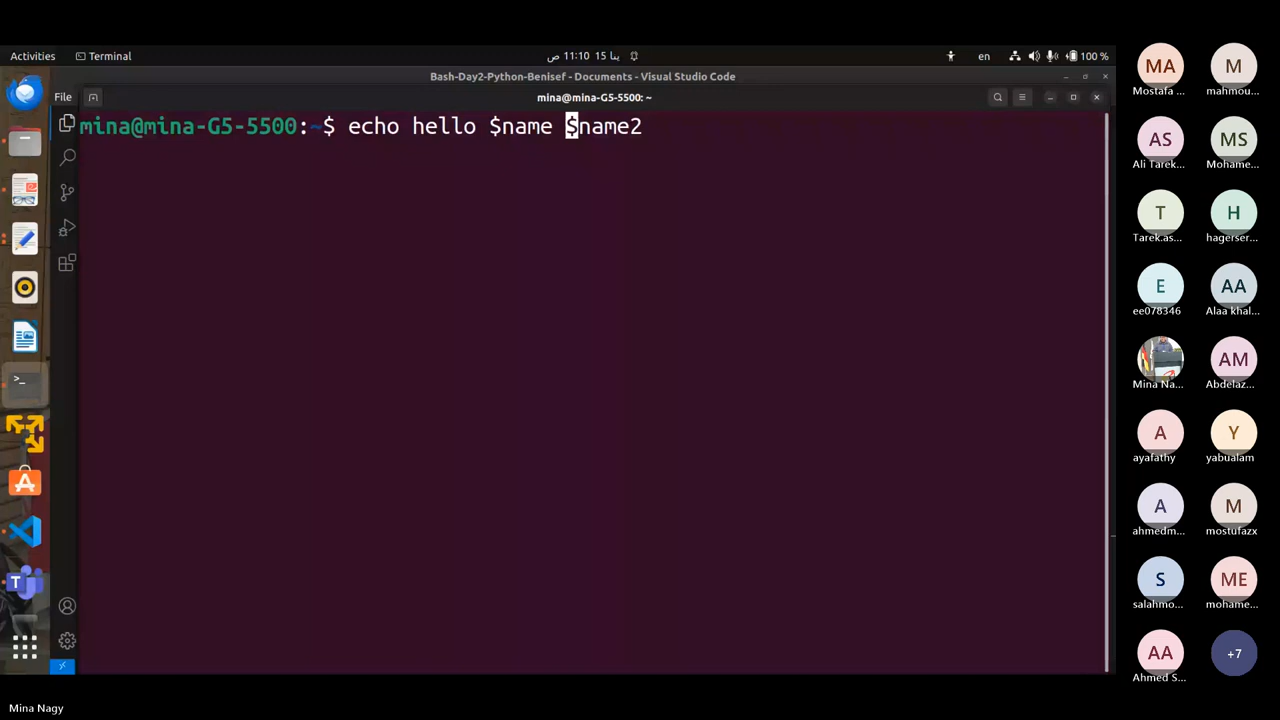 Activities
Terminal
ص 11:10 15 ينا
en
100 %
Bash-Day2-Python-Benisef - Documents - Visual Studio Code
File
mina@mina-G5-5500: ~
mina@mina-G5-5500:~$ echo hello $name $name2
MA
M
Mostafa ...
mahmou...
AS
MS
Ali Tarek...
Mohame...
T
H
Tarek.as...
hagerser...
E
AA
ee078346
Alaa khal...
AM
Mina Na...
Abdelaz...
A
Y
ayafathy
yabualam
A
M
ahmedm...
mostufazx
S
ME
salahmo...
mohame...
AA
+7
Ahmed S...
Mina Nagy